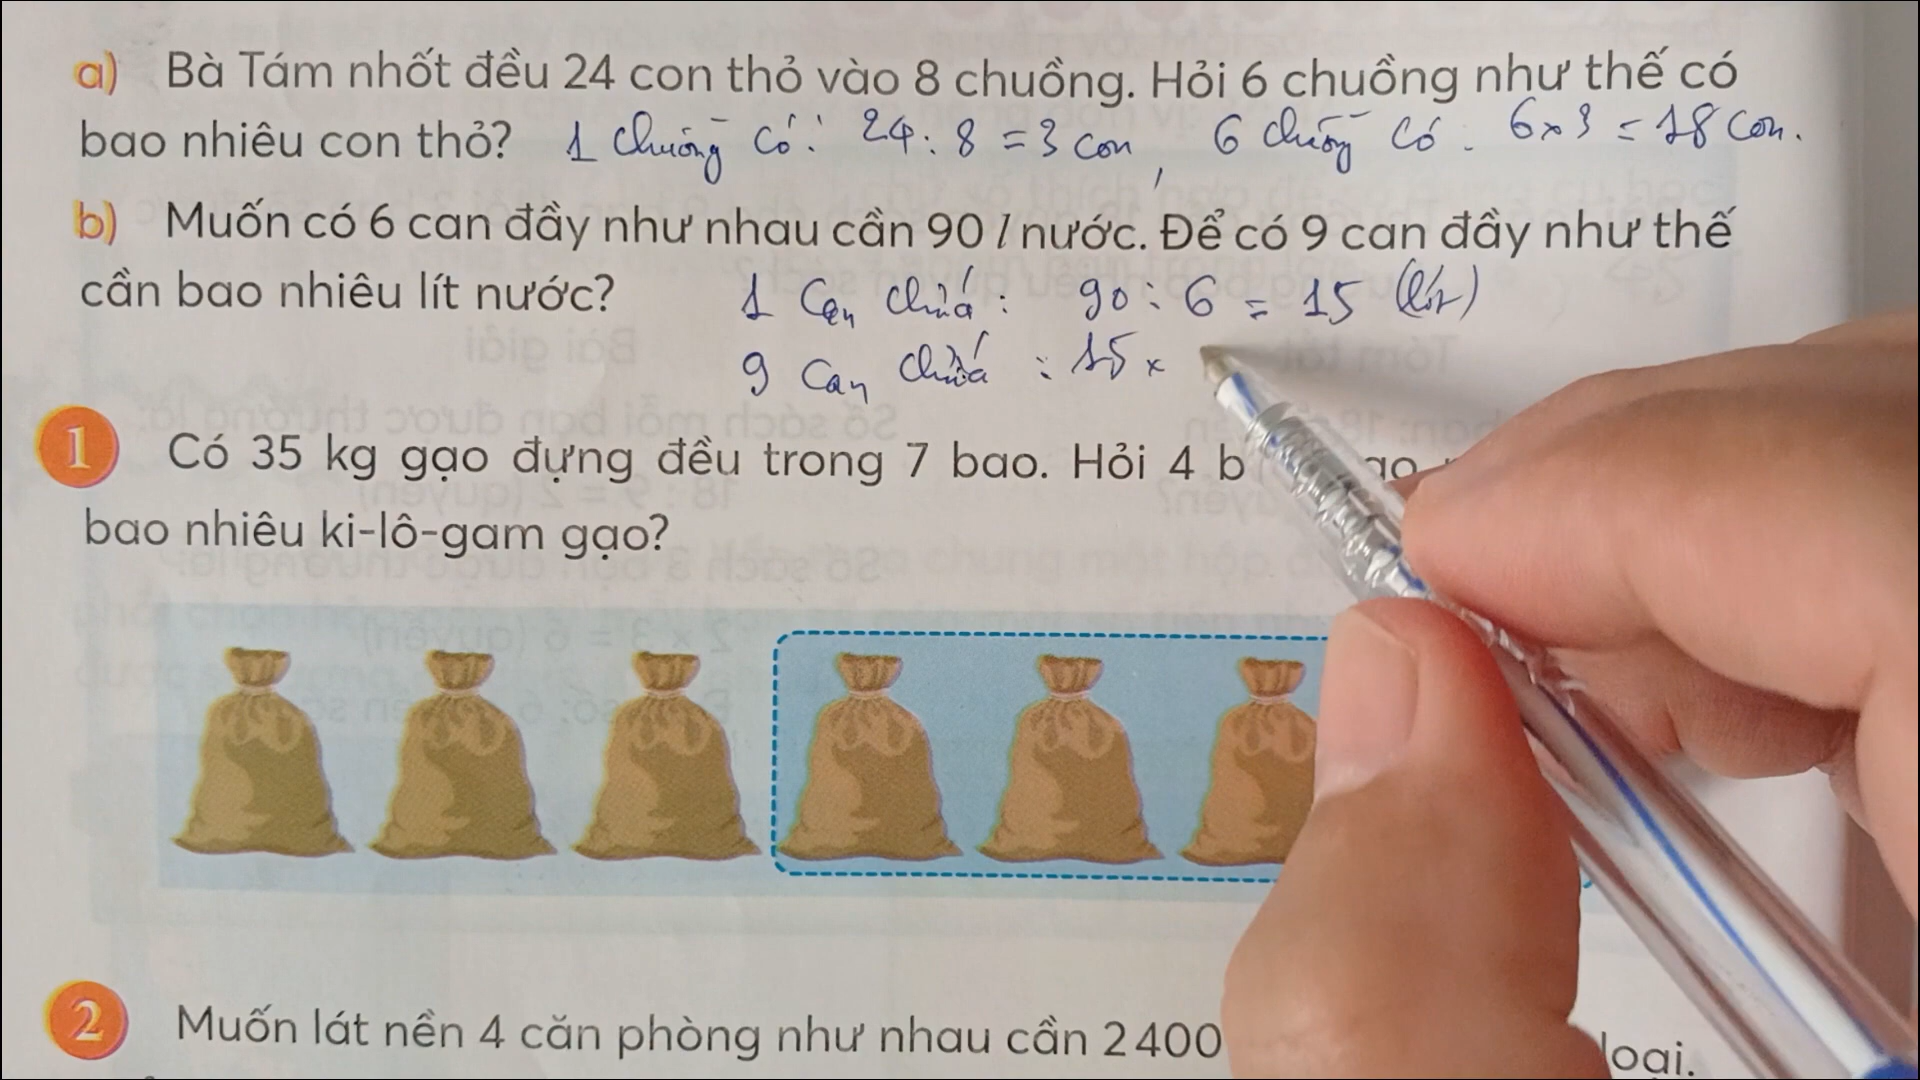 a) Bà Tám nhốt đều 24 con thỏ vào 8 chuồng. Hỏi 6 chuồng như thế có
bao nhiêu con thỏ? 1 chuồng có: 24 : 8 = 3 con, 6 chuồng có : 6 x 3 = 18 con.
b) Muốn có 6 can đầy như nhau cần 90 l nước. Để có 9 can đầy như thế
cần bao nhiêu lít nước? 1 can chứa : 90 : 6 = 15 (lít)
9 can chứa : 15 x
1 Có 35 kg gạo đựng đều trong 7 bao. Hỏi 4 b
bao nhiêu ki-lô-gam gạo?
2 Muốn lát nền 4 căn phòng như nhau cần 2 400 loại.